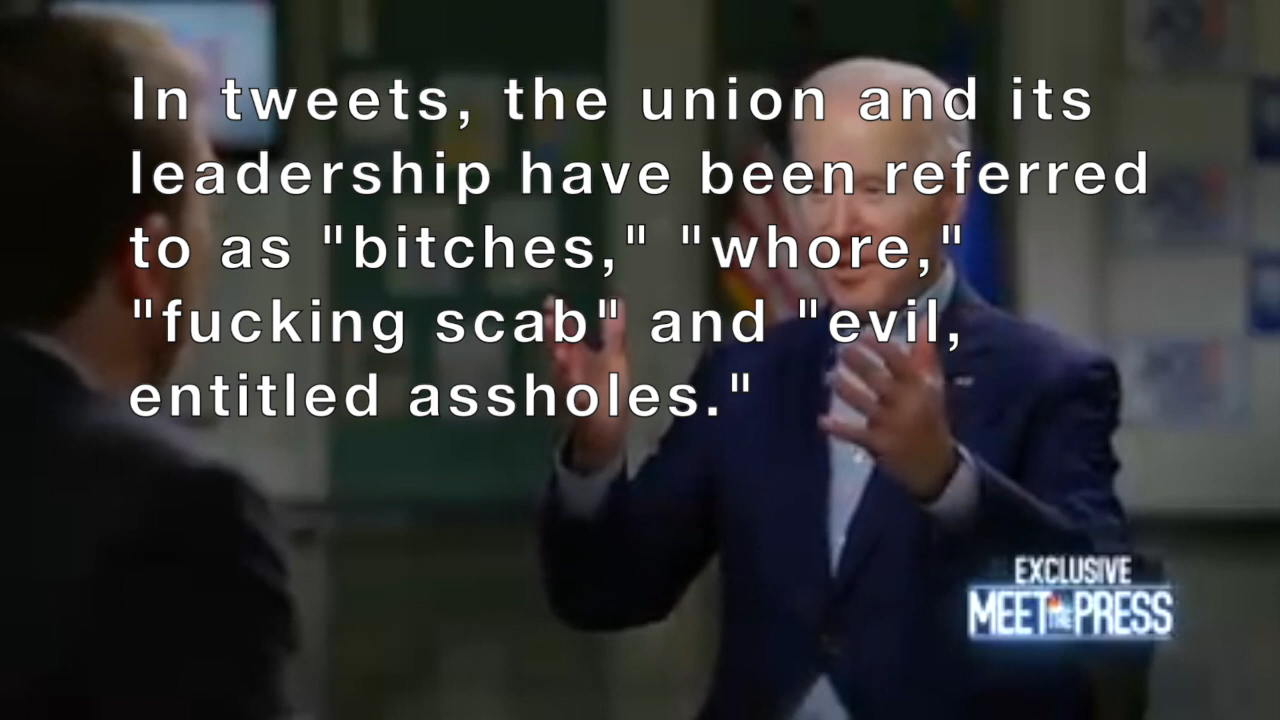 In tweets, the union and its
leadership have been referred
to as "bitches," "whore,"
"fucking scab" and "evil,
entitled assholes."
EXCLUSIVE
MEET THE PRESS